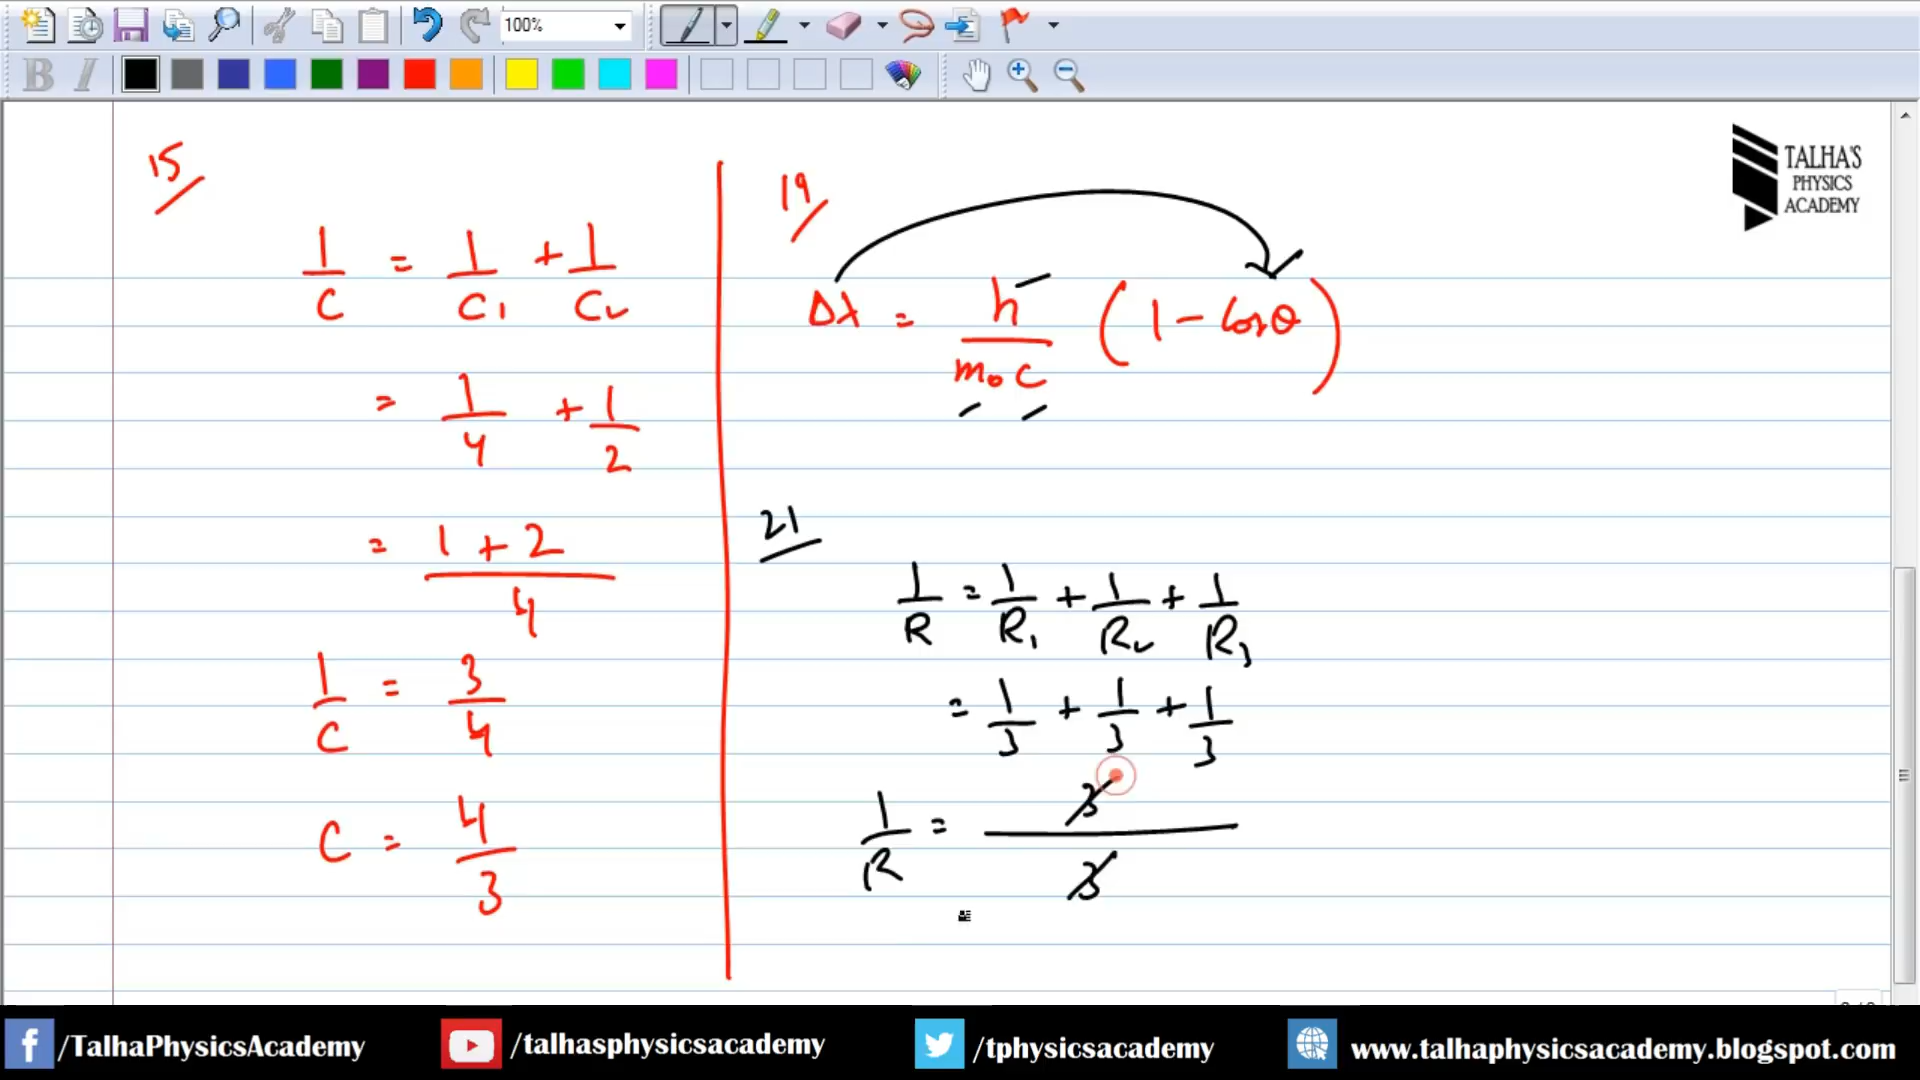 100%
B I
TALHA'S
PHYSICS
ACADEMY
15
1/C = 1/C₁ + 1/C₂
= 1/4 + 1/2
= (1 + 2)/4
1/C = 3/4
C = 4/3
19
Δλ = h/(m₀c) (1 - Cosθ)
21
1/R = 1/R₁ + 1/R₂ + 1/R₃
= 1/3 + 1/3 + 1/3
1/R = 3/3
/TalhaPhysicsAcademy
/talhasphysicsacademy
/tphysicsacademy
www.talhaphysicsacademy.blogspot.com